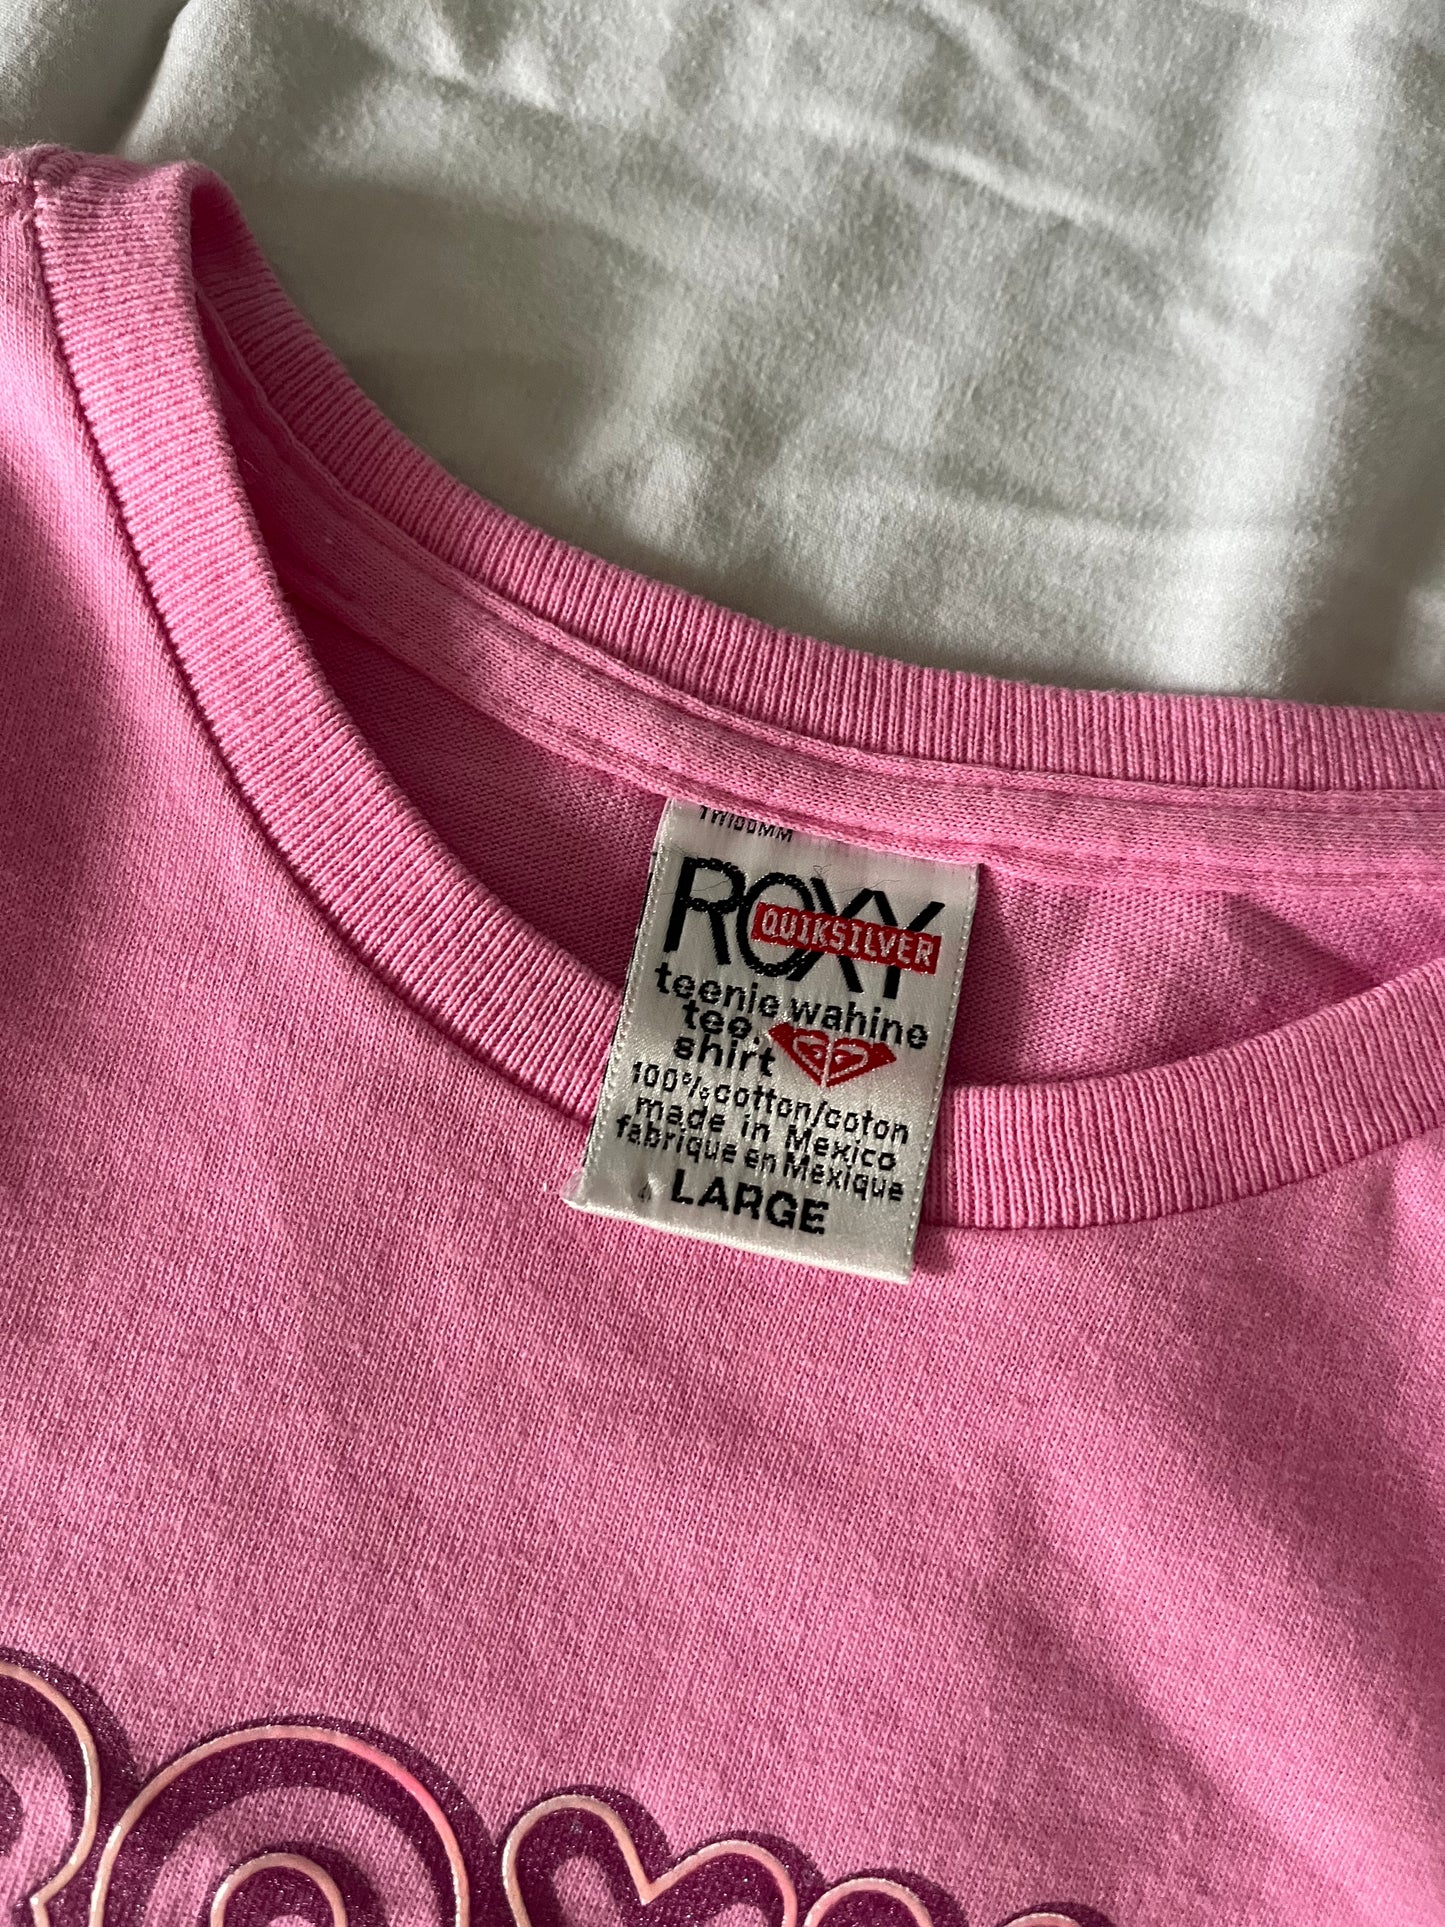 ROXY
QUIKSILVER
teenie wahine
tee.
shirt
100% cotton/coton
made in Mexico
fabrique en Mexique
LARGE